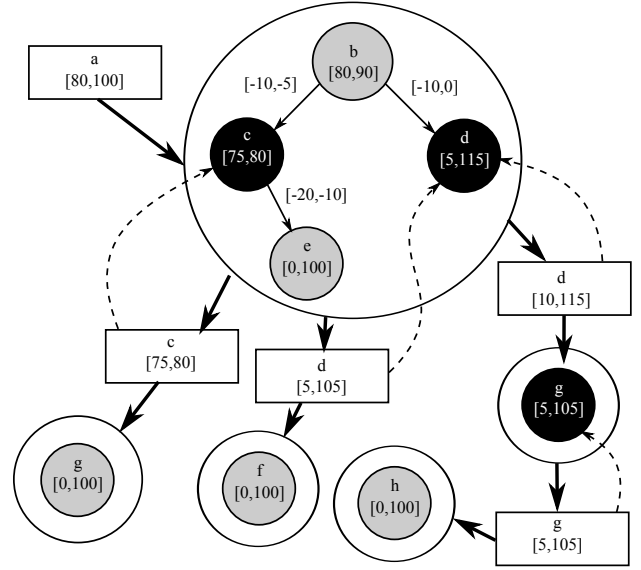 a
[80,100]
b
[80,90]
[-10,-5]
[-10,0]
c
[75,80]
d
[5,115]
[-20,-10]
e
[0,100]
d
[10,115]
c
[75,80]
d
[5,105]
g
[5,105]
g
[0,100]
f
[0,100]
h
[0,100]
g
[5,105]